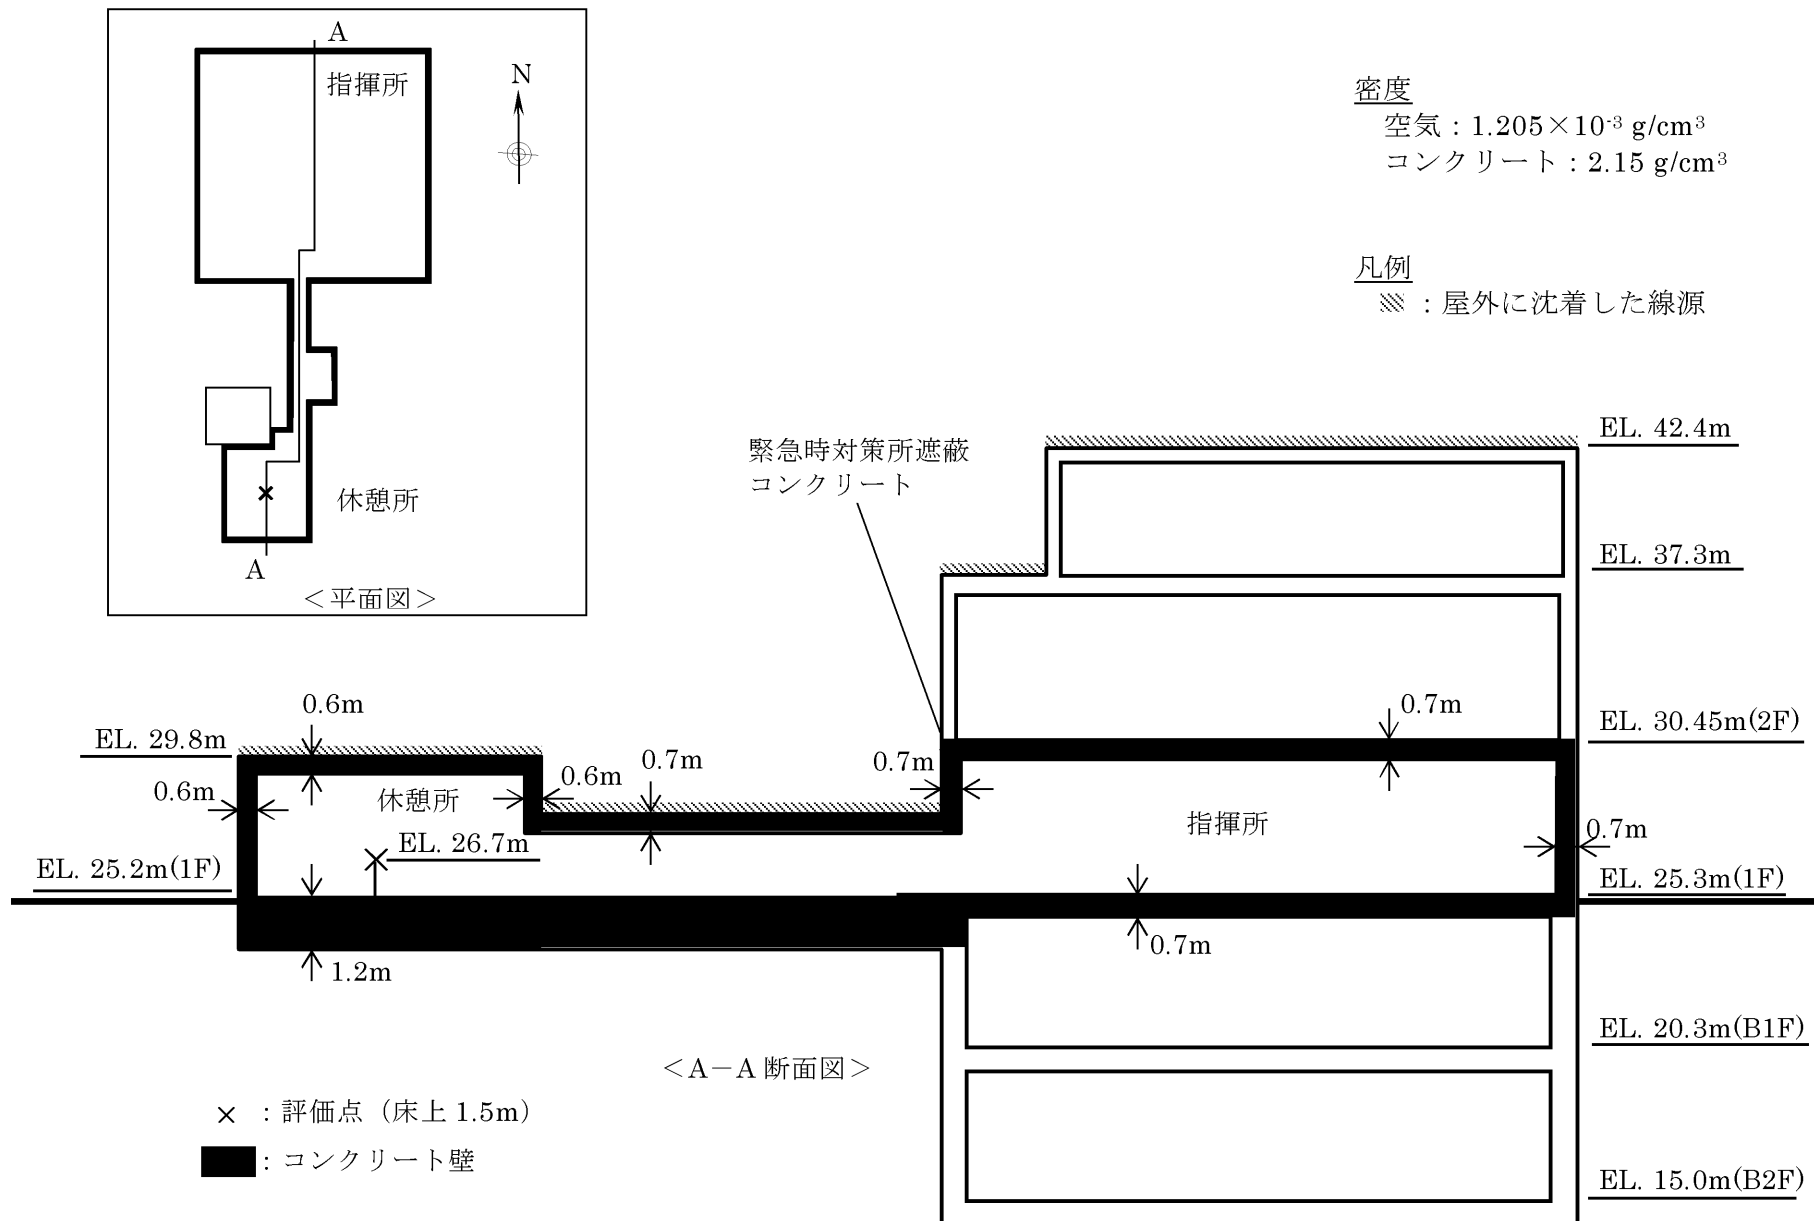 A
指揮所
N
休憩所
A
＜平面図＞
密度
空気：1.205×10⁻³ g/cm³
コンクリート：2.15 g/cm³
凡例
：屋外に沈着した線源
EL. 42.4m
緊急時対策所遮蔽
コンクリート
EL. 37.3m
0.6m
0.7m
EL. 30.45m(2F)
EL. 29.8m
0.6m
0.7m
0.7m
0.6m
休憩所
指揮所
0.7m
EL. 26.7m
EL. 25.2m(1F)
EL. 25.3m(1F)
0.7m
1.2m
EL. 20.3m(B1F)
＜A－A 断面図＞
×：評価点（床上 1.5m）
：コンクリート壁
EL. 15.0m(B2F)